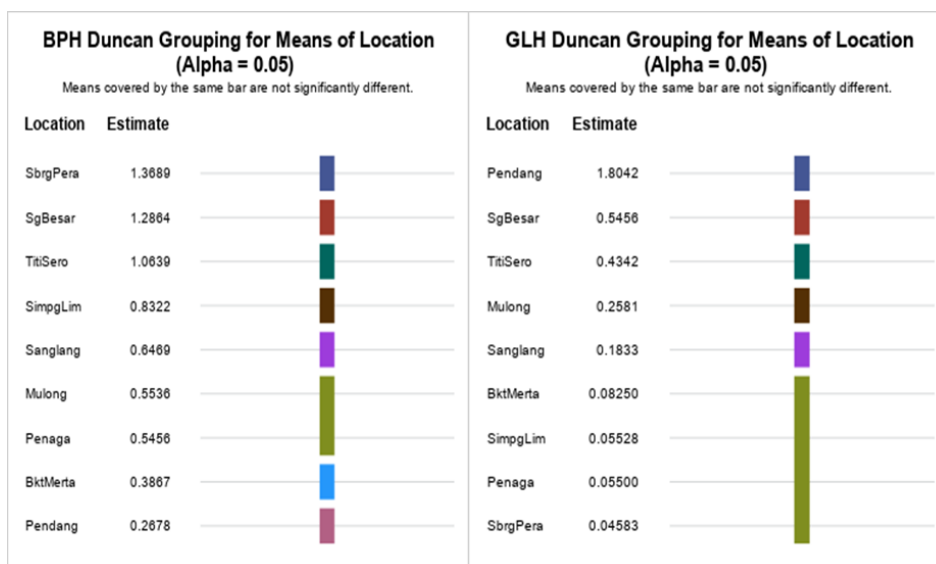 BPH Duncan Grouping for Means of Location
(Alpha = 0.05)
Means covered by the same bar are not significantly different.
Location Estimate
SbrgPera 1.3689
SgBesar 1.2864
TitiSero 1.0639
SimpgLim 0.8322
Sanglang 0.6469
Mulong 0.5536
Penaga 0.5456
BktMerta 0.3867
Pendang 0.2678
GLH Duncan Grouping for Means of Location
(Alpha = 0.05)
Means covered by the same bar are not significantly different.
Location Estimate
Pendang 1.8042
SgBesar 0.5456
TitiSero 0.4342
Mulong 0.2581
Sanglang 0.1833
BktMerta 0.08250
SimpgLim 0.05528
Penaga 0.05500
SbrgPera 0.04583